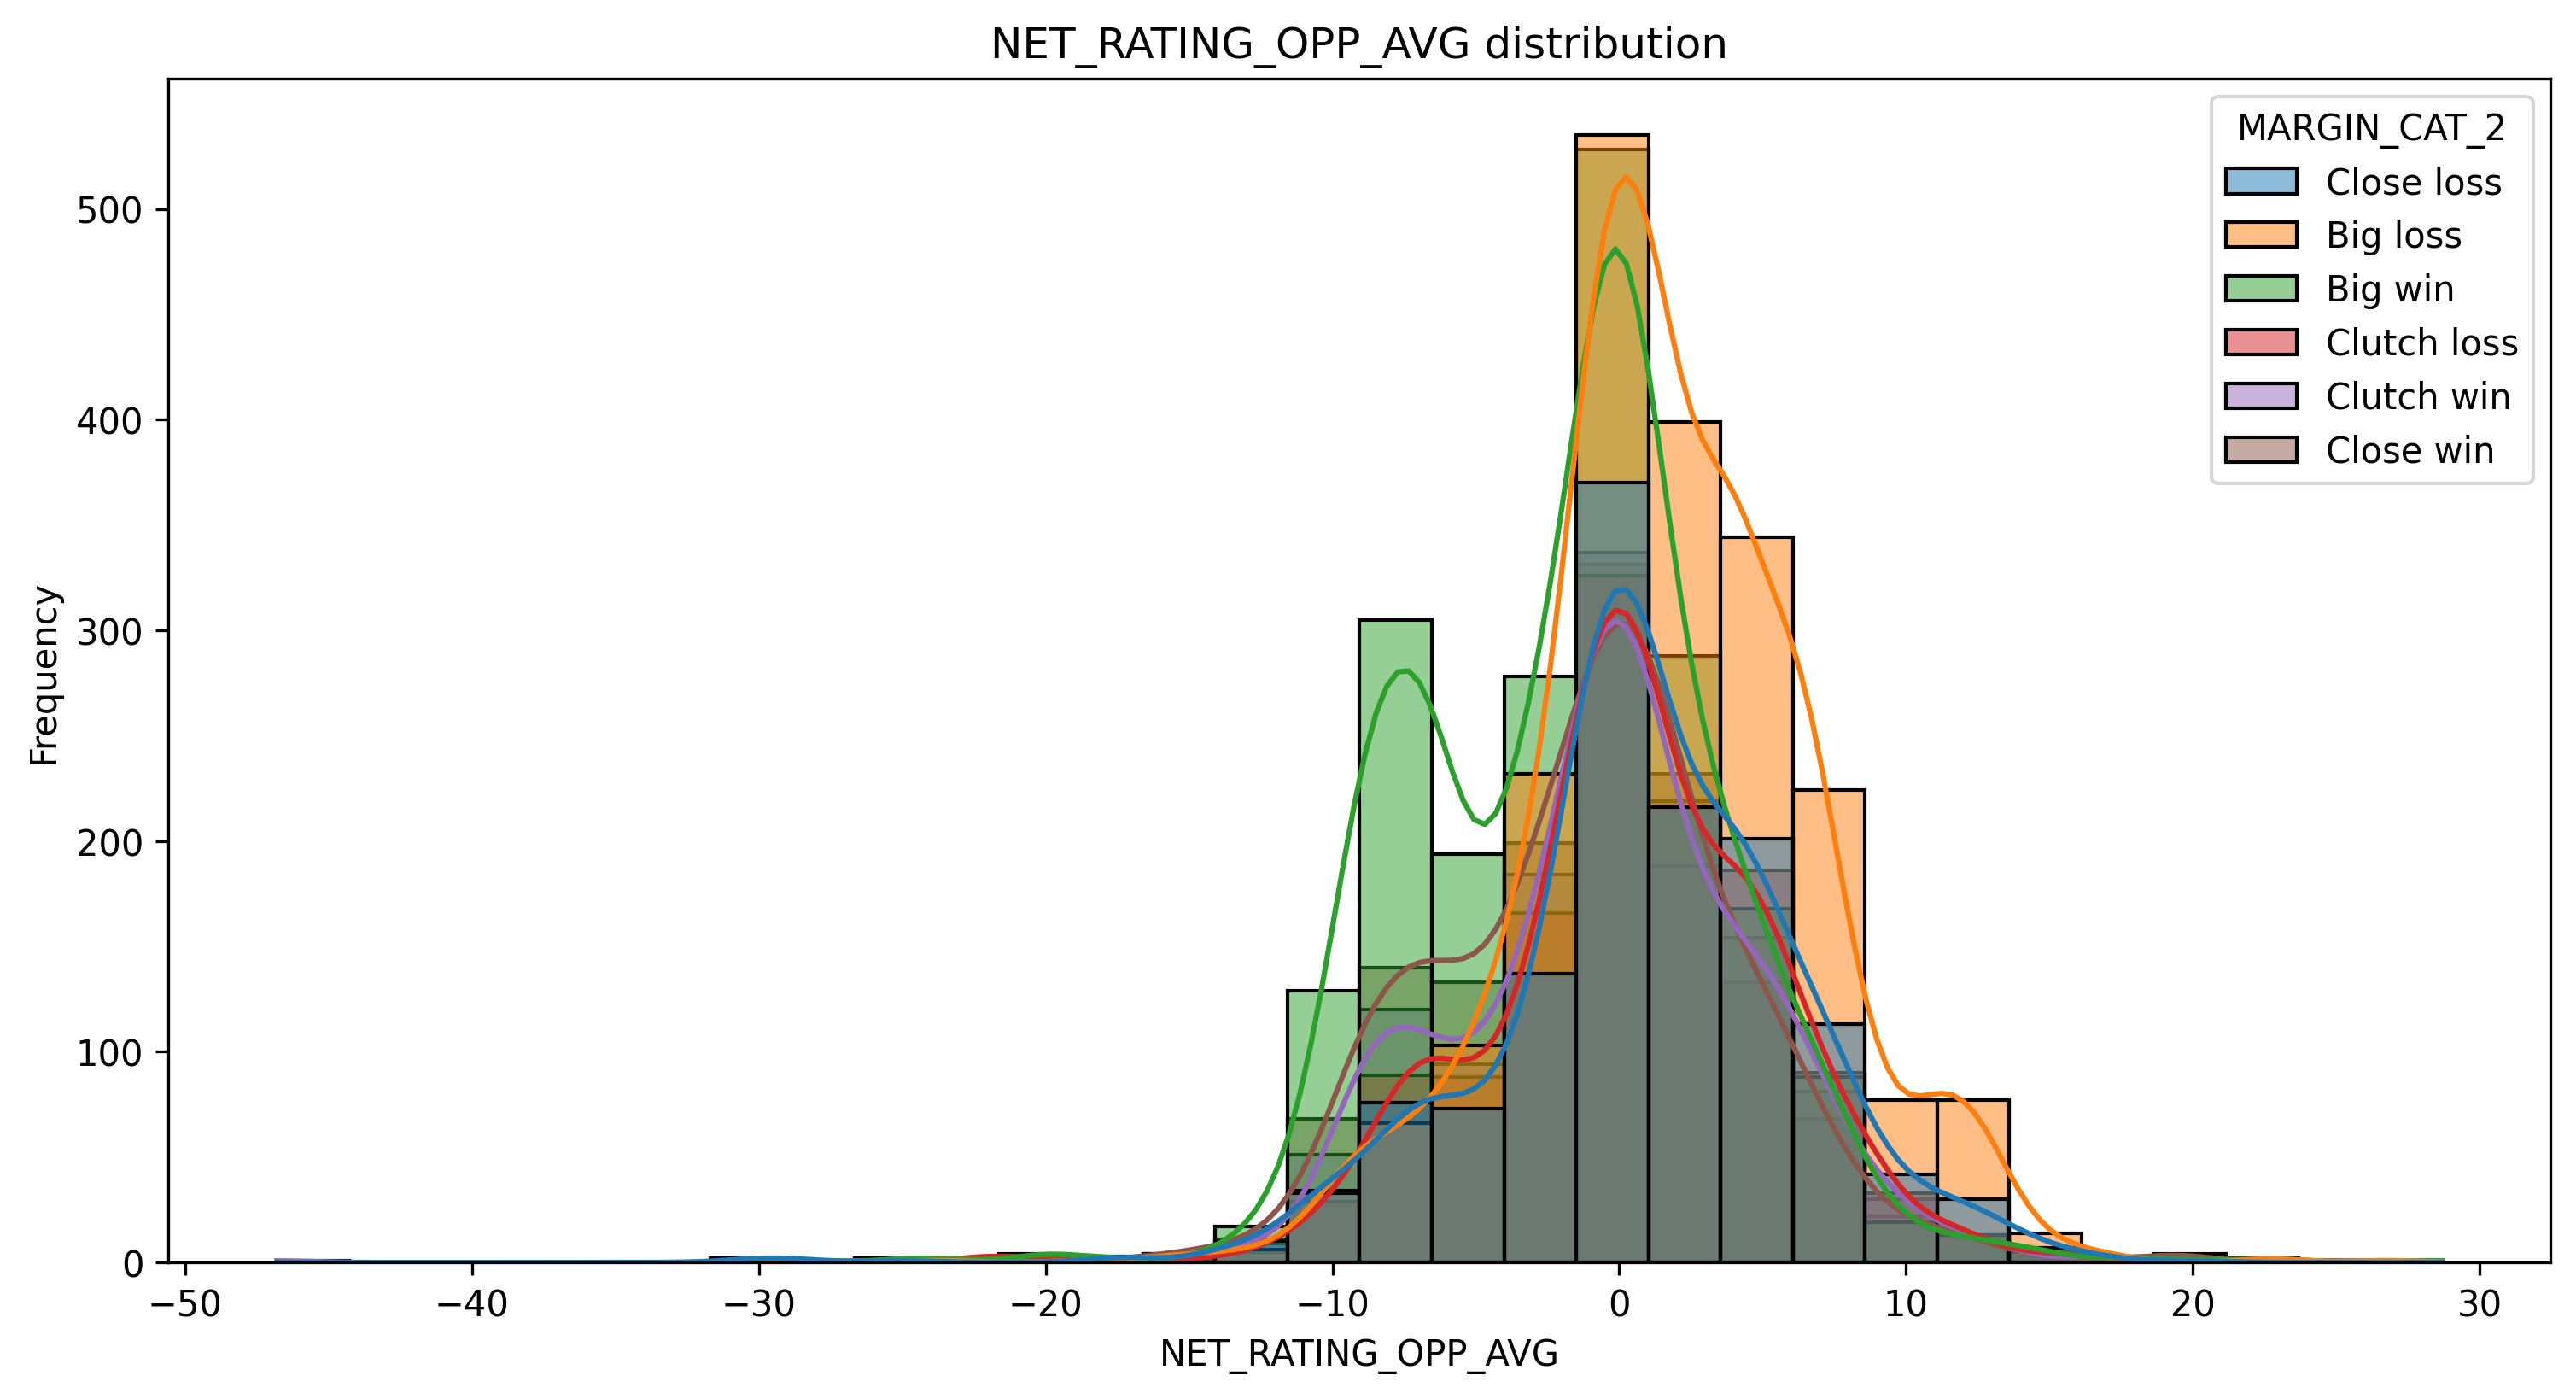 NET_RATING_OPP_AVG distribution
MARGIN_CAT_2
Close loss
Big loss
Big win
Clutch loss
Clutch win
Close win
Frequency
500
400
300
200
100
0
−50
−40
−30
−20
−10
0
10
20
30
NET_RATING_OPP_AVG